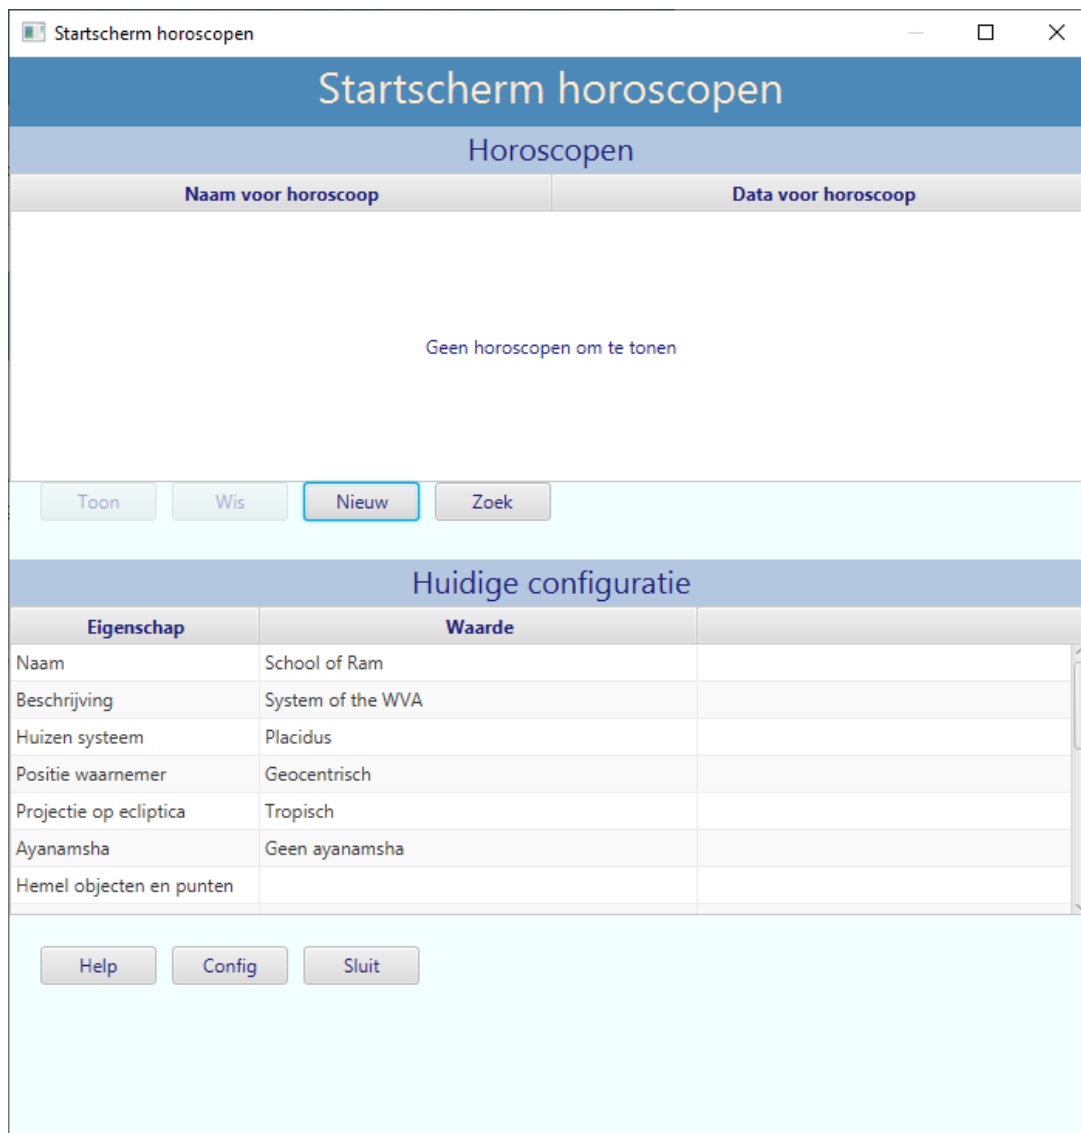 Startscherm horoscopen
Startscherm horoscopen
Horoscopen
Naam voor horoscoop Data voor horoscoop
Geen horoscopen om te tonen
Toon Wis Nieuw Zoek
Huidige configuratie
Eigenschap Waarde
Naam School of Ram
Beschrijving System of the WVA
Huizen systeem Placidus
Positie waarnemer Geocentrisch
Projectie op ecliptica Tropisch
Ayanamsha Geen ayanamsha
Hemel objecten en punten
Help Config Sluit